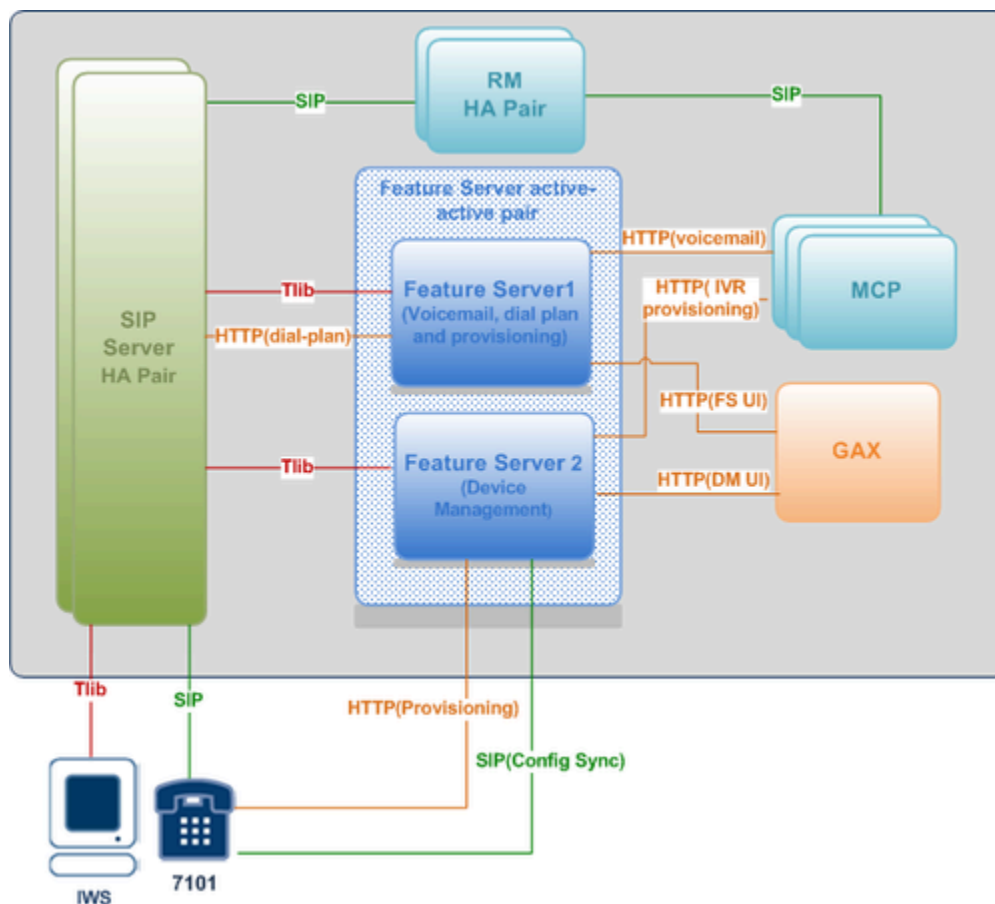 RM
HA Pair
SIP
SIP
Feature Server active-
active pair
HTTP(voicemail)
Tlib
Feature Server1
(Voicemail, dial plan
and provisioning)
HTTP( IVR
provisioning)
MCP
SIP
Server
HA Pair
HTTP(dial-plan)
HTTP(FS UI)
GAX
Tlib
Feature Server 2
(Device
Management)
HTTP(DM UI)
Tlib
SIP
HTTP(Provisioning)
SIP(Config Sync)
IWS
7101